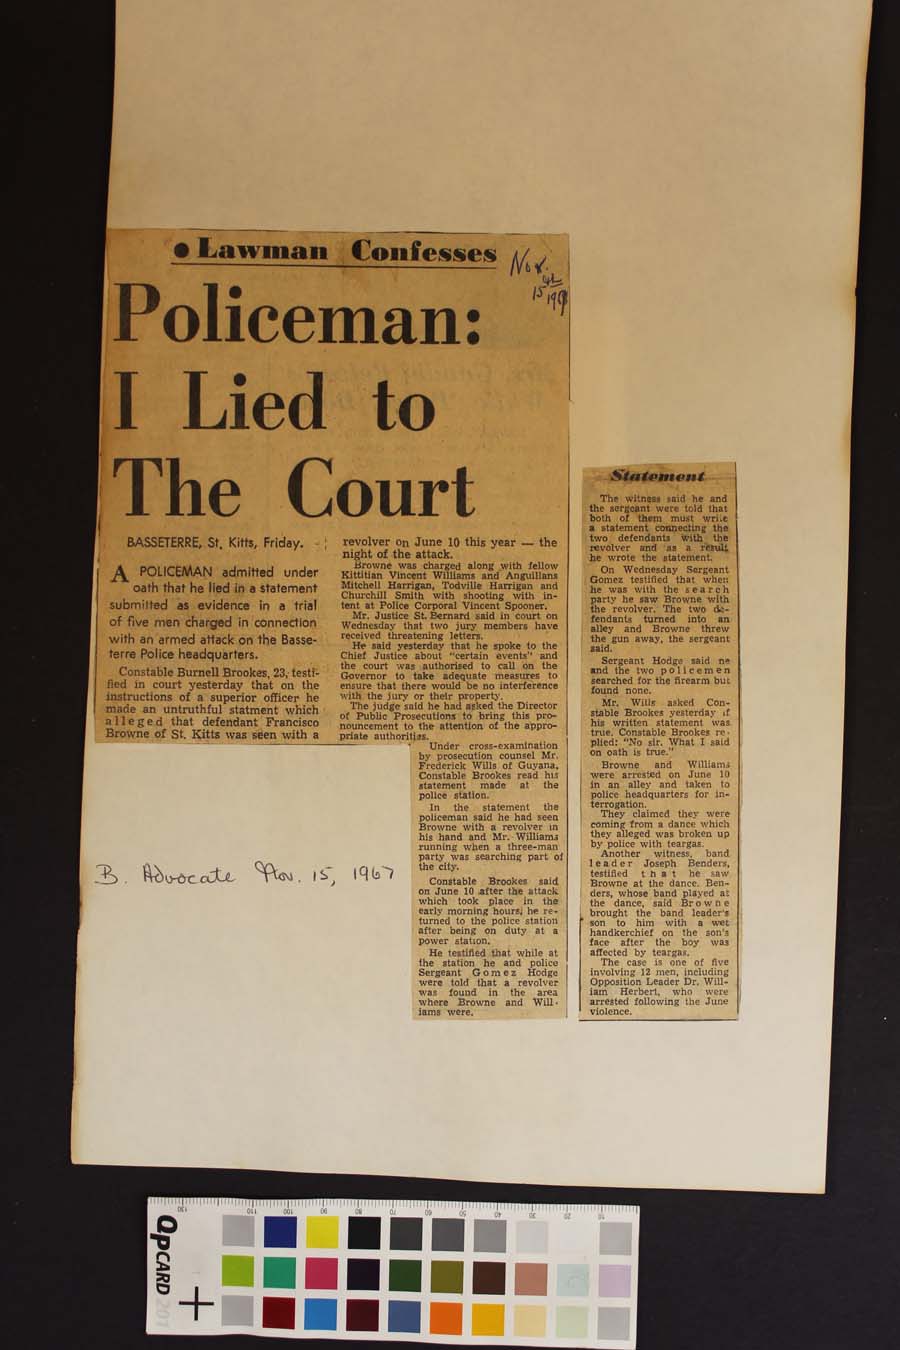 ● Lawman Confesses
Nov.
15 1967
Policeman:
I Lied to
The Court
BASSETERRE, St. Kitts, Friday.
A POLICEMAN admitted under
oath that he lied in a statement
submitted as evidence in a trial
of five men charged in connection
with an armed attack on the Basse-
terre Police headquarters.
Constable Burnell Brookes, 23, testi-
fied in court yesterday that on the
instructions of a superior officer he
made an untruthful statment which
alleged that defendant Francisco
Browne of St. Kitts was seen with a
revolver on June 10 this year — the
night of the attack.
Browne was charged along with fellow
Kittitian Vincent Williams and Anguillans
Mitchell Harrigan, Todville Harrigan and
Churchill Smith with shooting with in-
tent at Police Corporal Vincent Spooner.
Mr. Justice St. Bernard said in court on
Wednesday that two jury members have
received threatening letters.
He said yesterday that he spoke to the
Chief Justice about "certain events" and
the court was authorised to call on the
Governor to take adequate measures to
ensure that there would be no interference
with the jury or their property.
The judge said he had asked the Director
of Public Prosecutions to bring this pro-
nouncement to the attention of the appro-
priate authorities.
Under cross-examination
by prosecution counsel Mr.
Frederick Wills of Guyana,
Constable Brookes read his
statement made at the
police station.
In the statement the
policeman said he had seen
Browne with a revolver in
his hand and Mr. Williams
running when a three-man
party was searching part of
the city.
Constable Brookes said
on June 10 after the attack
which took place in the
early morning hours, he re-
turned to the police station
after being on duty at a
power station.
He testified that while at
the station he and police
Sergeant Gomez Hodge
were told that a revolver
was found in the area
where Browne and Will-
iams were.
Statement
The witness said he and
the sergeant were told that
both of them must write
a statement connecting the
two defendants with the
revolver and as a result
he wrote the statement.
On Wednesday Sergeant
Gomez testified that when
he was with the search
party he saw Browne with
the revolver. The two de-
fendants turned into an
alley and Browne threw
the gun away, the sergeant
said.
Sergeant Hodge said he
and the two policemen
searched for the firearm but
found none.
Mr. Wills asked Con-
stable Brookes yesterday if
his written statement was
true. Constable Brookes re-
plied: "No sir. What I said
on oath is true."
Browne and Williams
were arrested on June 10
in an alley and taken to
police headquarters for in-
terrogation.
They claimed they were
coming from a dance which
they alleged was broken up
by police with teargas.
Another witness, band
leader Joseph Benders,
testified that he saw
Browne at the dance. Ben-
ders, whose band played at
the dance, said Browne
brought the band leader's
son to him with a wet
handkerchief on the son's
face after the boy was
affected by teargas.
The case is one of five
involving 12 men, including
Opposition Leader Dr. Will-
iam Herbert, who were
arrested following the June
violence.
B. Advocate Nov. 15, 1967
130 110 100 90 80 70 60 50 40 30 20 10
QPCARD 201